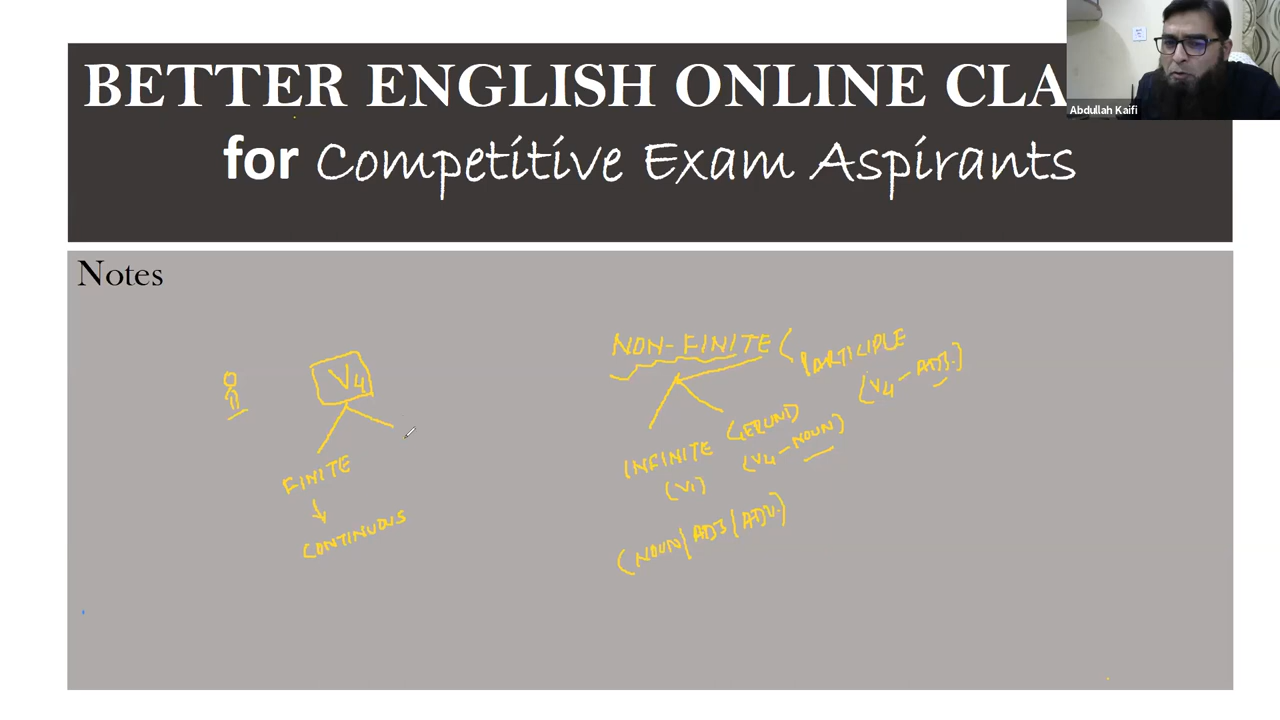 BETTER ENGLISH ONLINE CLA
for Competitive Exam Aspirants
Abdullah Kaifi
Notes
V4
FINITE
CONTINUOUS
NON-FINITE
PARTICIPLE
(V4 - ADJ.)
GERUND
(V4 - NOUN)
INFINITE
(V1)
(NOUN/ADJ/ADV.)